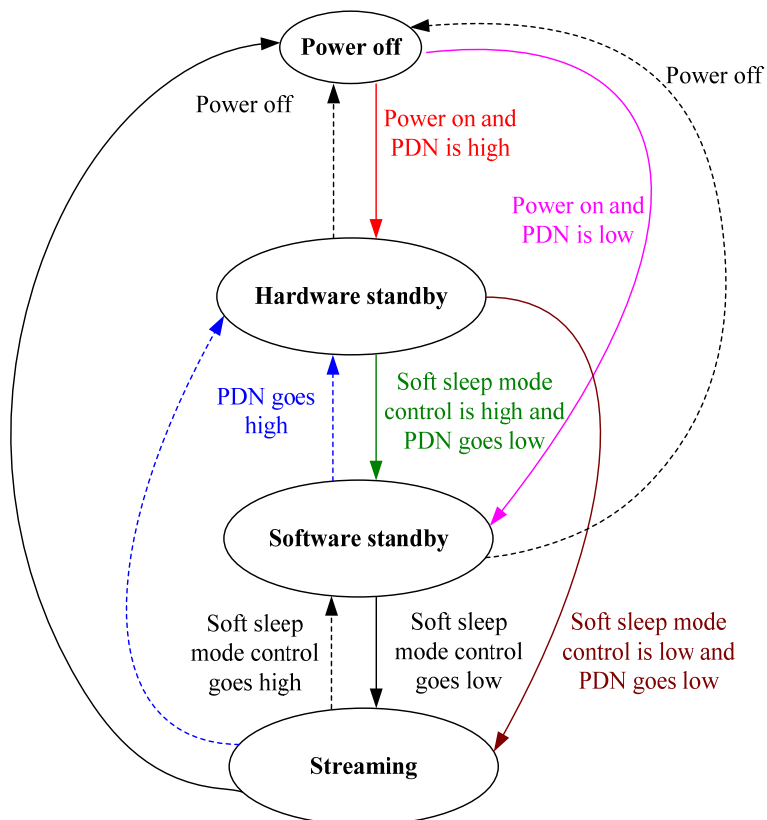 Power off
Power off
Power off
Power on and
PDN is high
Power on and
PDN is low
Hardware standby
PDN goes
high
Soft sleep mode
control is high and
PDN goes low
Software standby
Soft sleep
mode control
goes high
Soft sleep
mode control
goes low
Soft sleep mode
control is low and
PDN goes low
Streaming